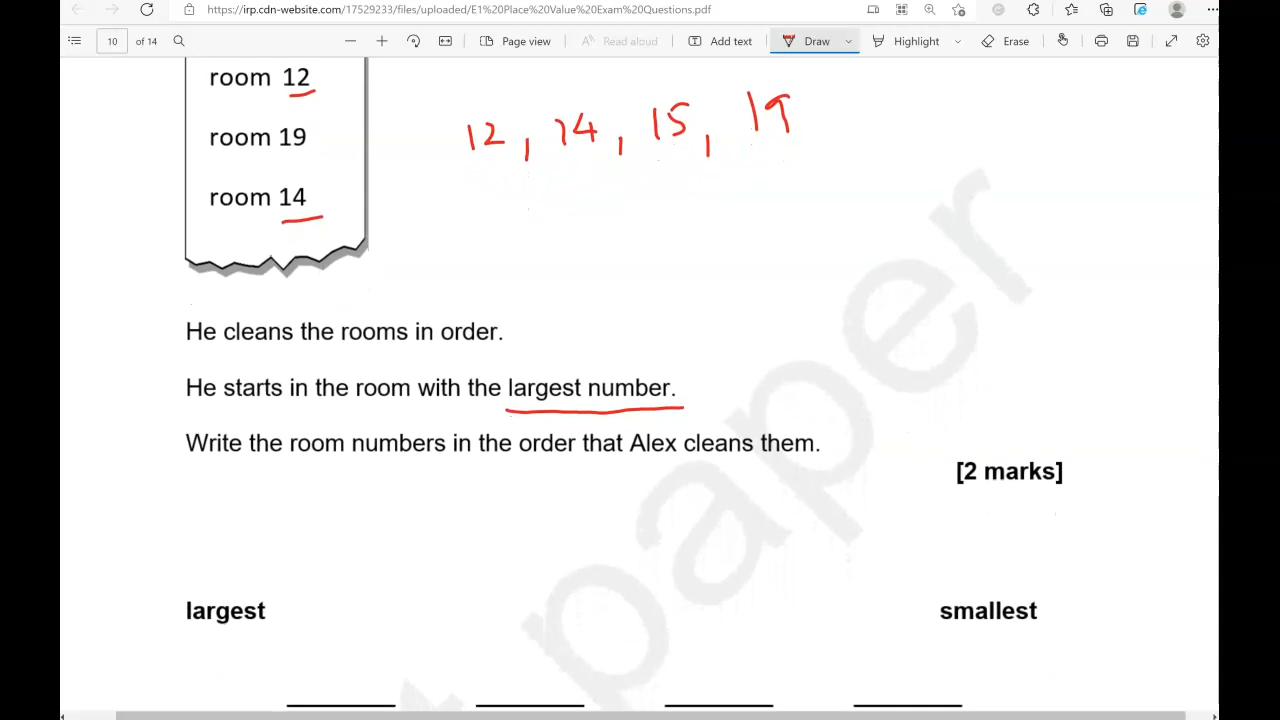 https://irp.cdn-website.com/17529233/files/uploaded/E1%20Place%20Value%20Exam%20Questions.pdf
10 of 14
Page view
Read aloud
Add text
Draw
Highlight
Erase
room 12
room 19
room 14
12, 14, 15, 19
He cleans the rooms in order.
He starts in the room with the largest number.
Write the room numbers in the order that Alex cleans them.
[2 marks]
largest
smallest
paper